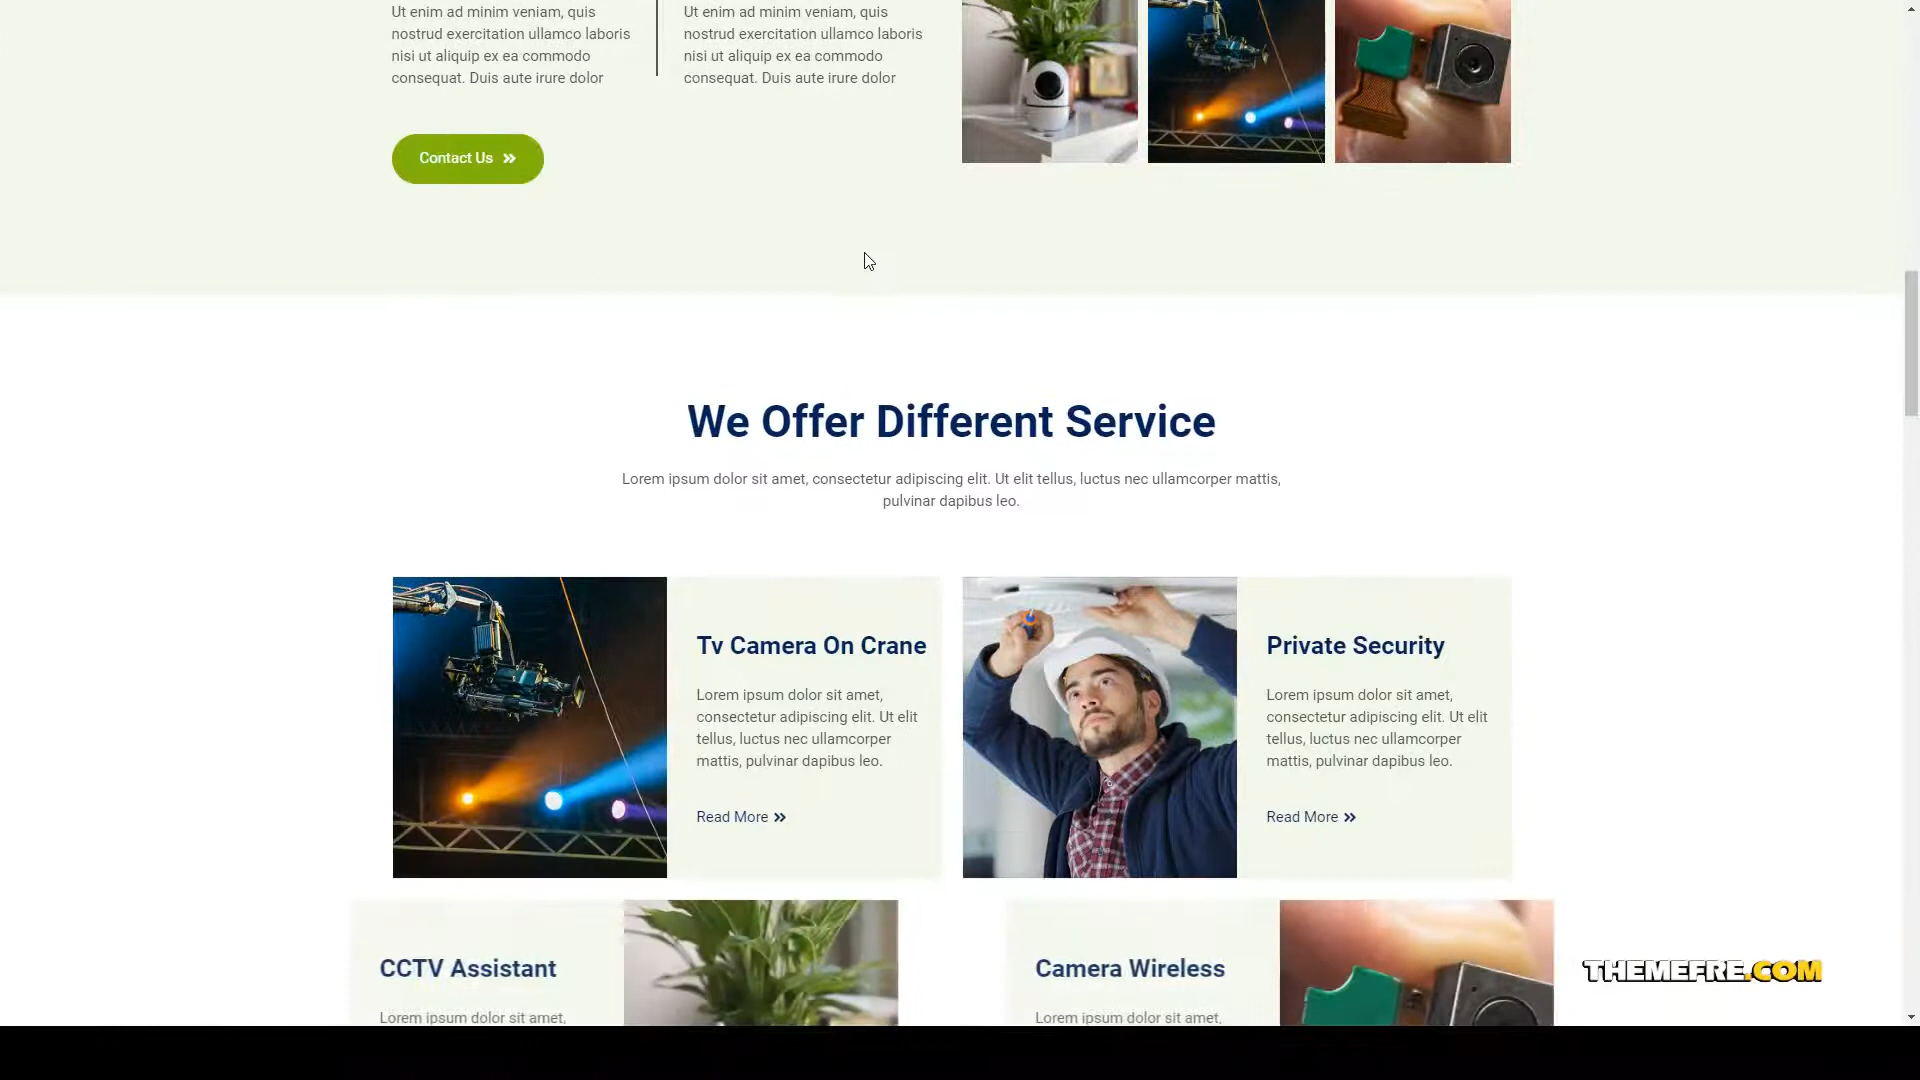 Ut enim ad minim veniam, quis
nostrud exercitation ullamco laboris
nisi ut aliquip ex ea commodo
consequat. Duis aute irure dolor
Ut enim ad minim veniam, quis
nostrud exercitation ullamco laboris
nisi ut aliquip ex ea commodo
consequat. Duis aute irure dolor
Contact Us
We Offer Different Service
Lorem ipsum dolor sit amet, consectetur adipiscing elit. Ut elit tellus, luctus nec ullamcorper mattis,
pulvinar dapibus leo.
Tv Camera On Crane
Lorem ipsum dolor sit amet,
consectetur adipiscing elit. Ut elit
tellus, luctus nec ullamcorper
mattis, pulvinar dapibus leo.
Read More
Private Security
Lorem ipsum dolor sit amet,
consectetur adipiscing elit. Ut elit
tellus, luctus nec ullamcorper
mattis, pulvinar dapibus leo.
Read More
CCTV Assistant
Lorem ipsum dolor sit amet,
Camera Wireless
Lorem ipsum dolor sit amet,
THEMEFRE.COM